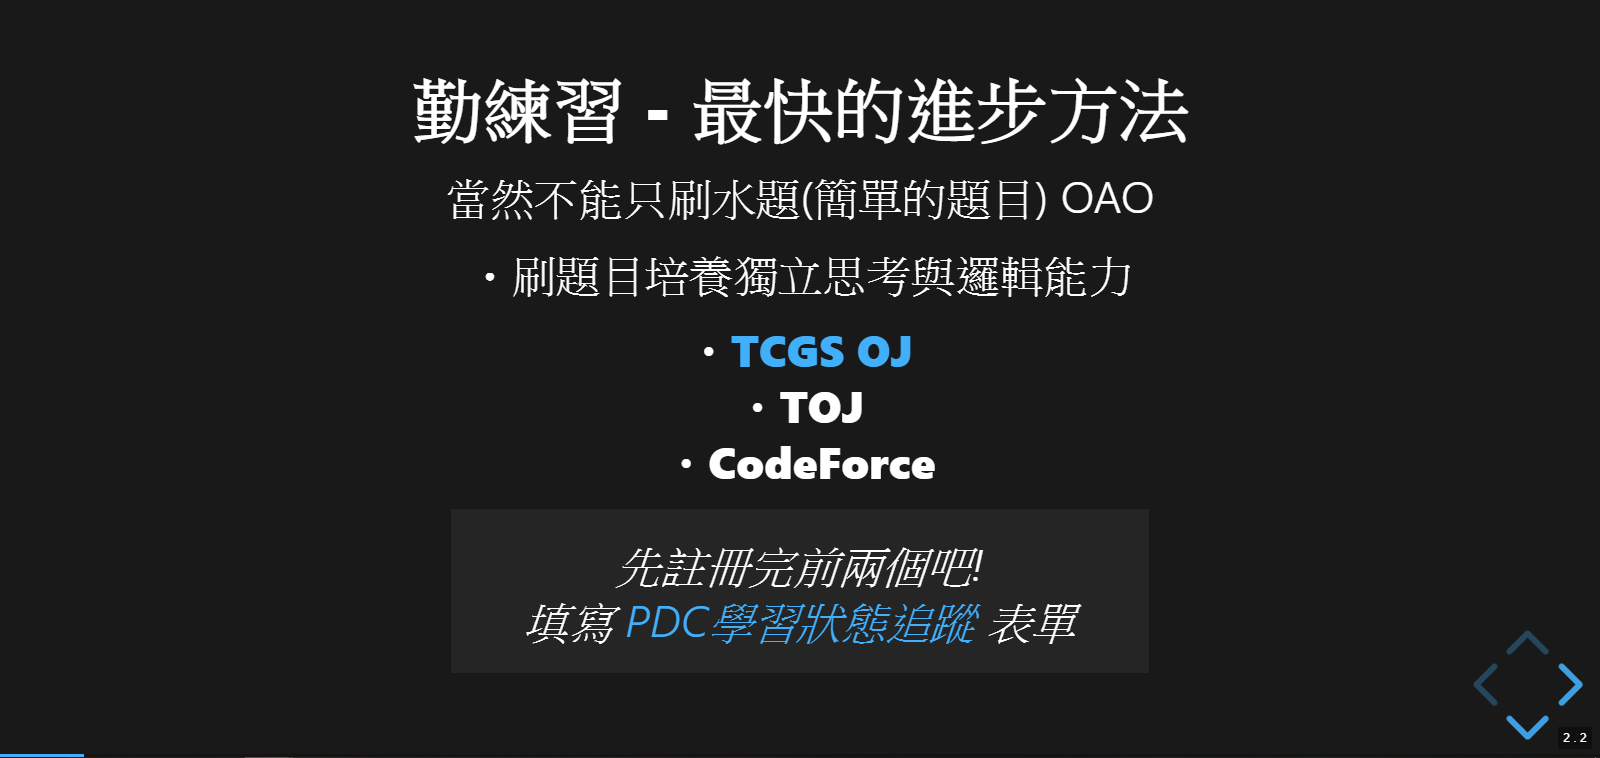 勤練習 - 最快的進步方法
當然不能只刷水題(簡單的題目) OAO
• 刷題目培養獨立思考與邏輯能力
• TCGS OJ
• TOJ
• CodeForce
先註冊完前兩個吧!
填寫 PDC學習狀態追蹤 表單
2.2